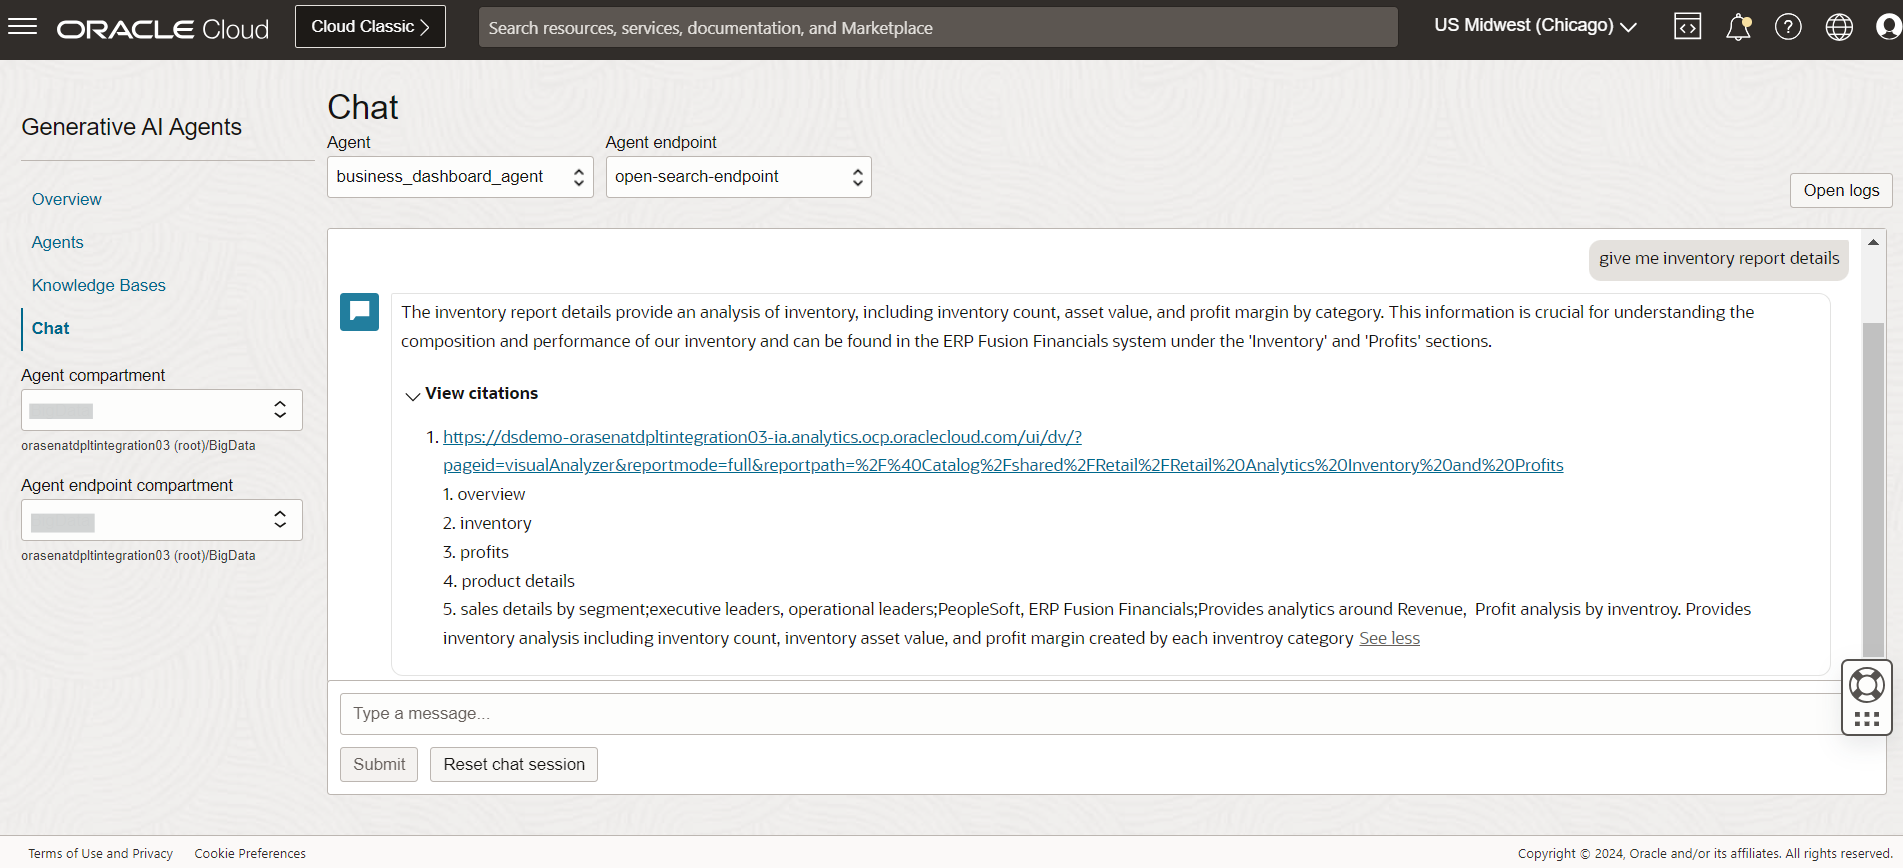 ORACLE Cloud
Cloud Classic
Search resources, services, documentation, and Marketplace
US Midwest (Chicago)
Generative AI Agents
Overview
Agents
Knowledge Bases
Chat
Agent compartment
orasenatdpltintegration03 (root)/BigData
Agent endpoint compartment
orasenatdpltintegration03 (root)/BigData
Chat
Agent
Agent endpoint
business_dashboard_agent
open-search-endpoint
Open logs
give me inventory report details
The inventory report details provide an analysis of inventory, including inventory count, asset value, and profit margin by category. This information is crucial for understanding the
composition and performance of our inventory and can be found in the ERP Fusion Financials system under the 'Inventory' and 'Profits' sections.
View citations
1. https://dsdemo-orasenatdpltintegration03-ia.analytics.ocp.oraclecloud.com/ui/dv/?
pageid=visualAnalyzer&reportmode=full&reportpath=%2F%40Catalog%2Fshared%2FRetail%2FRetail%20Analytics%20Inventory%20and%20Profits
1. overview
2. inventory
3. profits
4. product details
5. sales details by segment;executive leaders, operational leaders;PeopleSoft, ERP Fusion Financials;Provides analytics around Revenue, Profit analysis by inventroy. Provides
inventory analysis including inventory count, inventory asset value, and profit margin created by each inventroy category See less
Type a message...
Submit
Reset chat session
Terms of Use and Privacy
Cookie Preferences
Copyright © 2024, Oracle and/or its affiliates. All rights reserved.